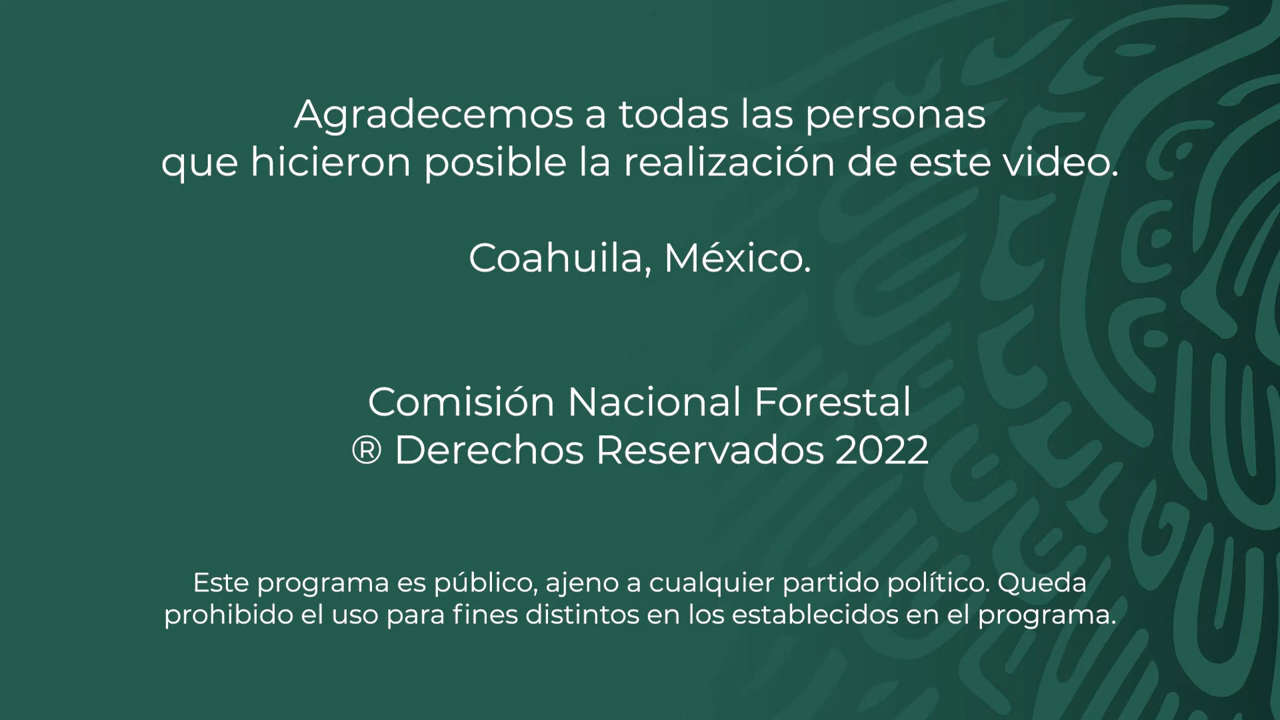 Agradecemos a todas las personas
que hicieron posible la realización de este video.
Coahuila, México.
Comisión Nacional Forestal
® Derechos Reservados 2022
Este programa es público, ajeno a cualquier partido político. Queda
prohibido el uso para fines distintos en los establecidos en el programa.